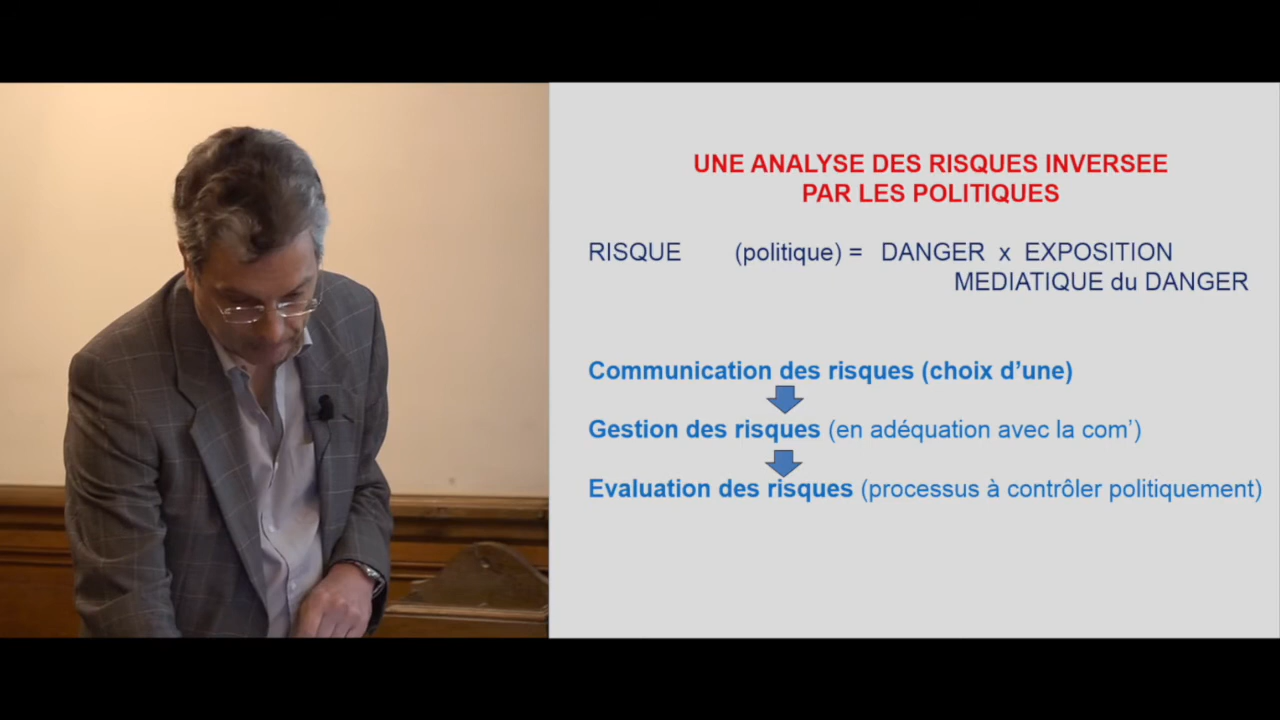 UNE ANALYSE DES RISQUES INVERSEE
PAR LES POLITIQUES
RISQUE (politique) = DANGER x EXPOSITION
MEDIATIQUE du DANGER
Communication des risques (choix d’une)
Gestion des risques (en adéquation avec la com’)
Evaluation des risques (processus à contrôler politiquement)